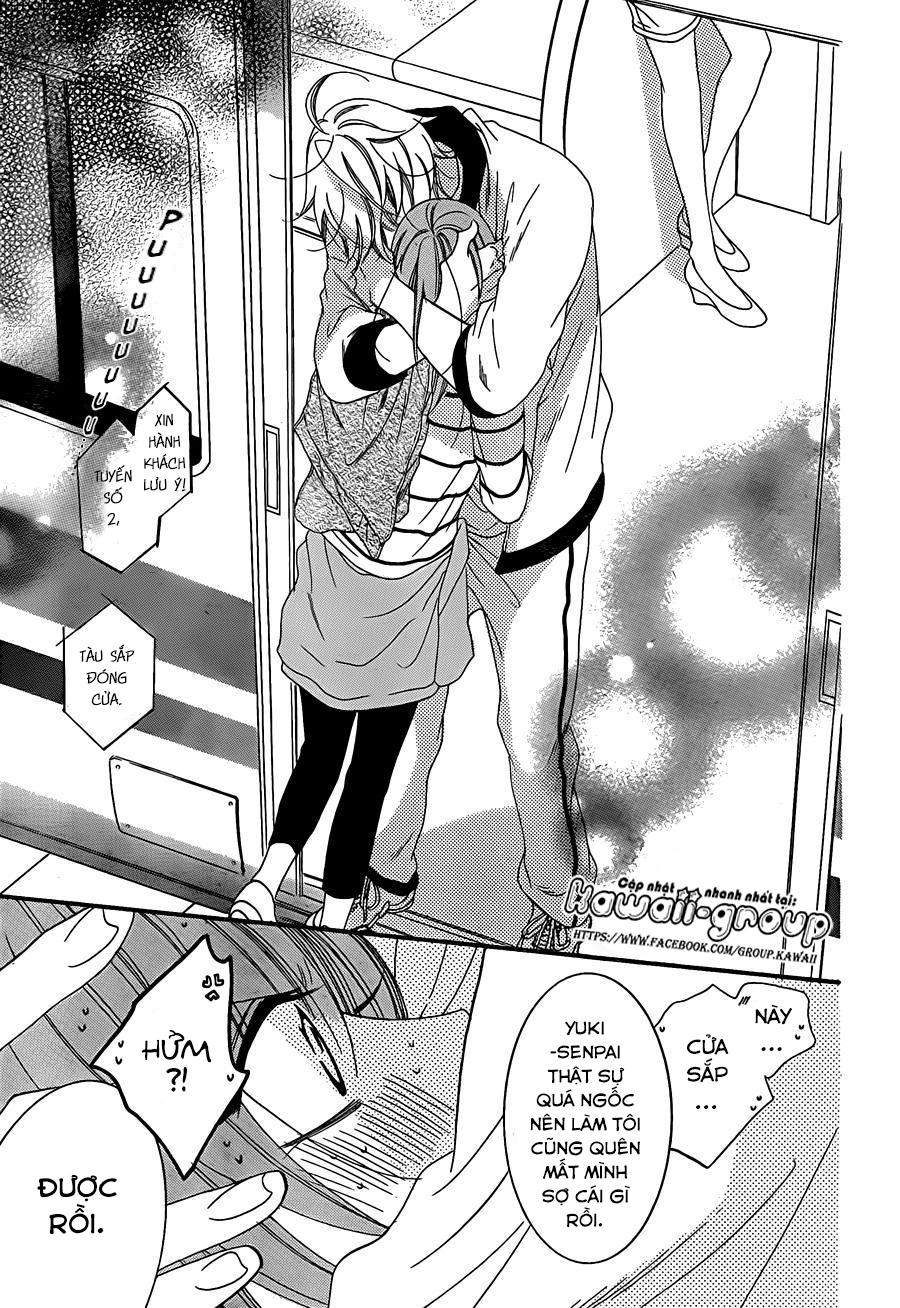 PUUUUUUUU...
XIN
HÀNH
KHÁCH
LƯU Ý!
TUYẾN
SỐ
2,
TÀU SẮP
ĐÓNG
CỬA.
Cập nhật nhanh nhất tại:
kawaii-group
HTTPS://WWW.FACEBOOK.COM/GROUP.KAWAII
NÀY
...
CỬA
SẮP
...
YUKI
-SENPAI
THẬT SỰ
QUÁ NGỐC
NÊN LÀM TÔI
CŨNG QUÊN
MẤT MÌNH
SỢ CÁI GÌ
RỒI.
HỬM
?!
ĐƯỢC
RỒI.